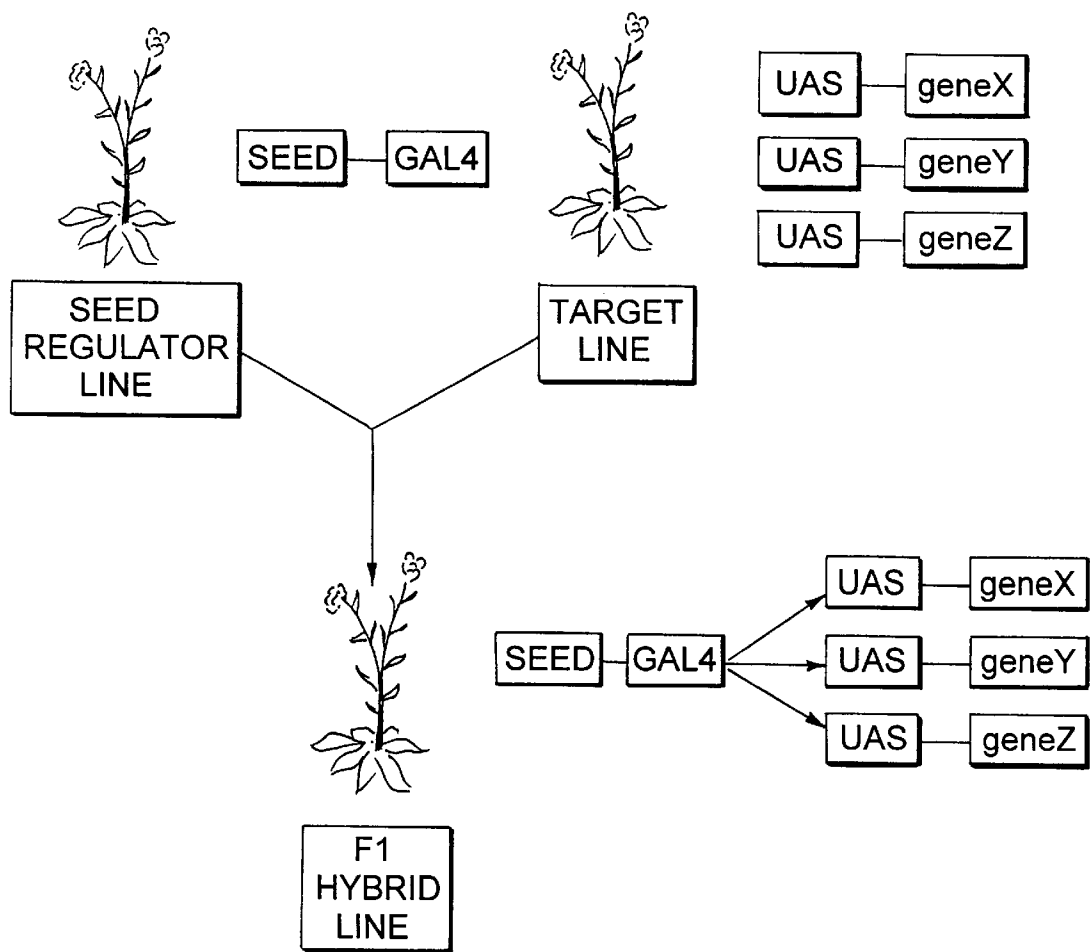 SEED GAL4
UAS geneX
UAS geneY
UAS geneZ
SEED
REGULATOR
LINE
TARGET
LINE
SEED GAL4
UAS geneX
UAS geneY
UAS geneZ
F1
HYBRID
LINE